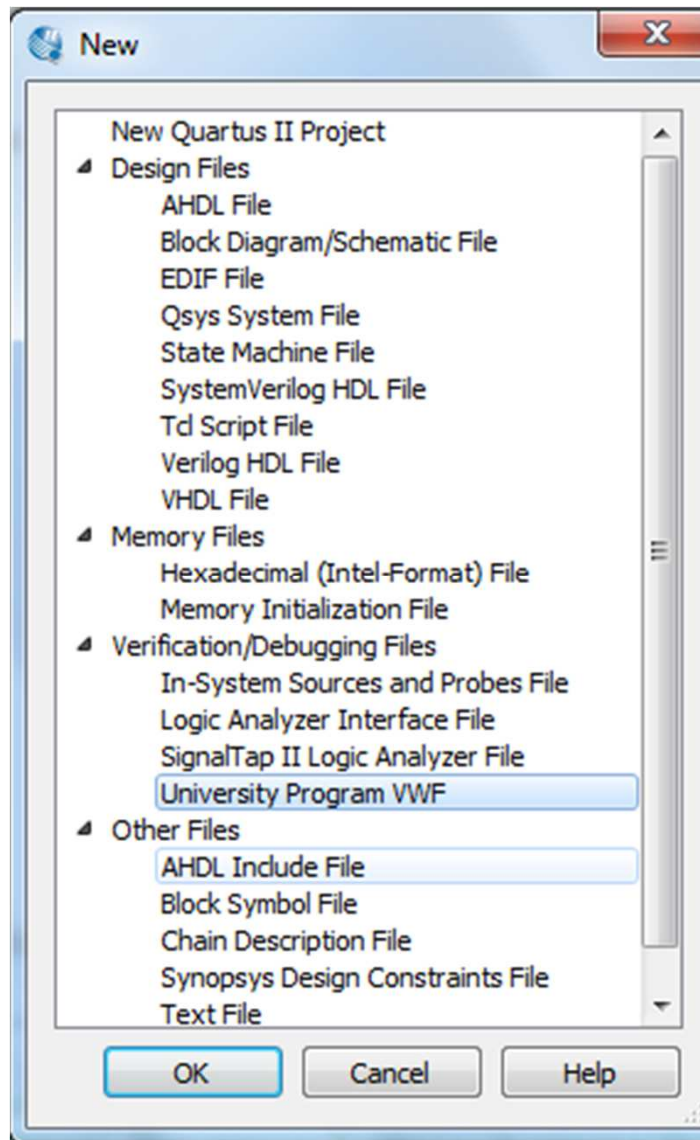 New
New Quartus II Project
Design Files
AHDL File
Block Diagram/Schematic File
EDIF File
Qsys System File
State Machine File
SystemVerilog HDL File
Tcl Script File
Verilog HDL File
VHDL File
Memory Files
Hexadecimal (Intel-Format) File
Memory Initialization File
Verification/Debugging Files
In-System Sources and Probes File
Logic Analyzer Interface File
SignalTap II Logic Analyzer File
University Program VWF
Other Files
AHDL Include File
Block Symbol File
Chain Description File
Synopsys Design Constraints File
Text File
OK Cancel Help